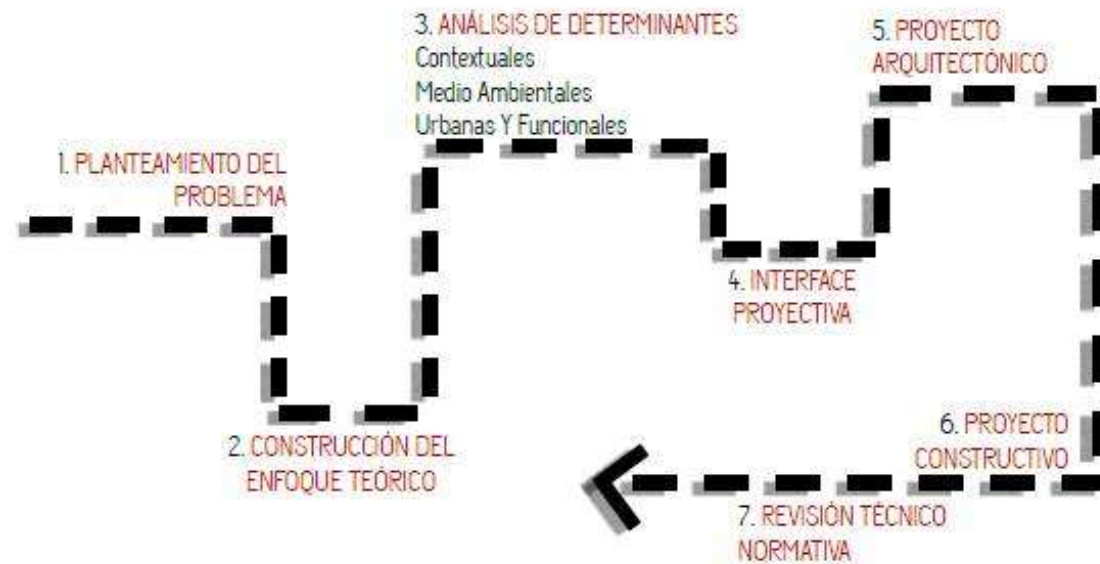 1. PLANTEAMIENTO DEL
PROBLEMA
2. CONSTRUCCIÓN DEL
ENFOQUE TEÓRICO
3. ANÁLISIS DE DETERMINANTES
Contextuales
Medio Ambientales
Urbanas Y Funcionales
4. INTERFACE
PROYECTIVA
5. PROYECTO
ARQUITECTÓNICO
6. PROYECTO
CONSTRUCTIVO
7. REVISIÓN TÉCNICO
NORMATIVA